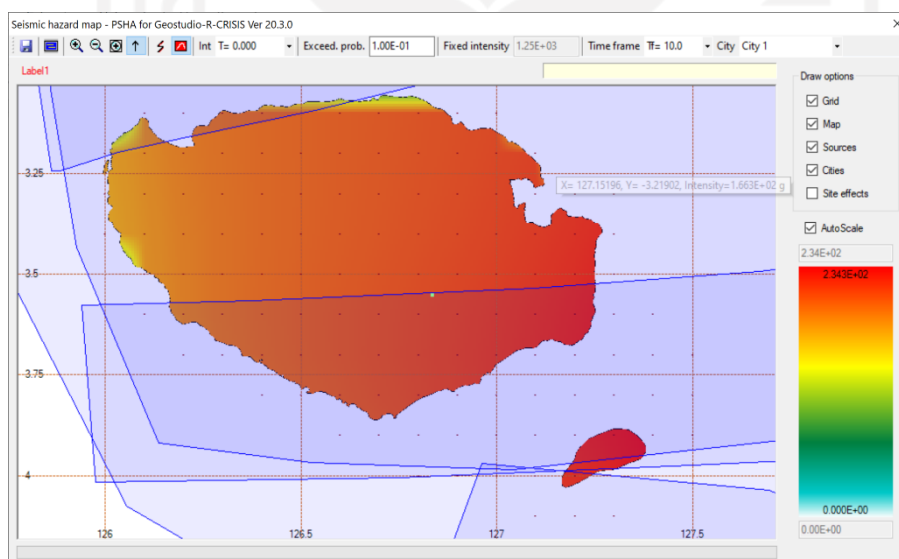 Seismic hazard map - PSHA for Geostudio-R-CRISIS Ver 20.3.0
Int T= 0.000 Exceed. prob. 1.00E-01 Fixed intensity 1.25E+03 Time frame Tf= 10.0 City City 1
Label1
Draw options
Grid
Map
Sources
Cities
Site effects
AutoScale
2.34E+02
2.343E+02
0.000E+00
0.00E+00
X= 127.15196, Y= -3.21902, Intensity=1.663E+02 g
-3.25
-3.5
-3.75
-4
126 126.5 127 127.5